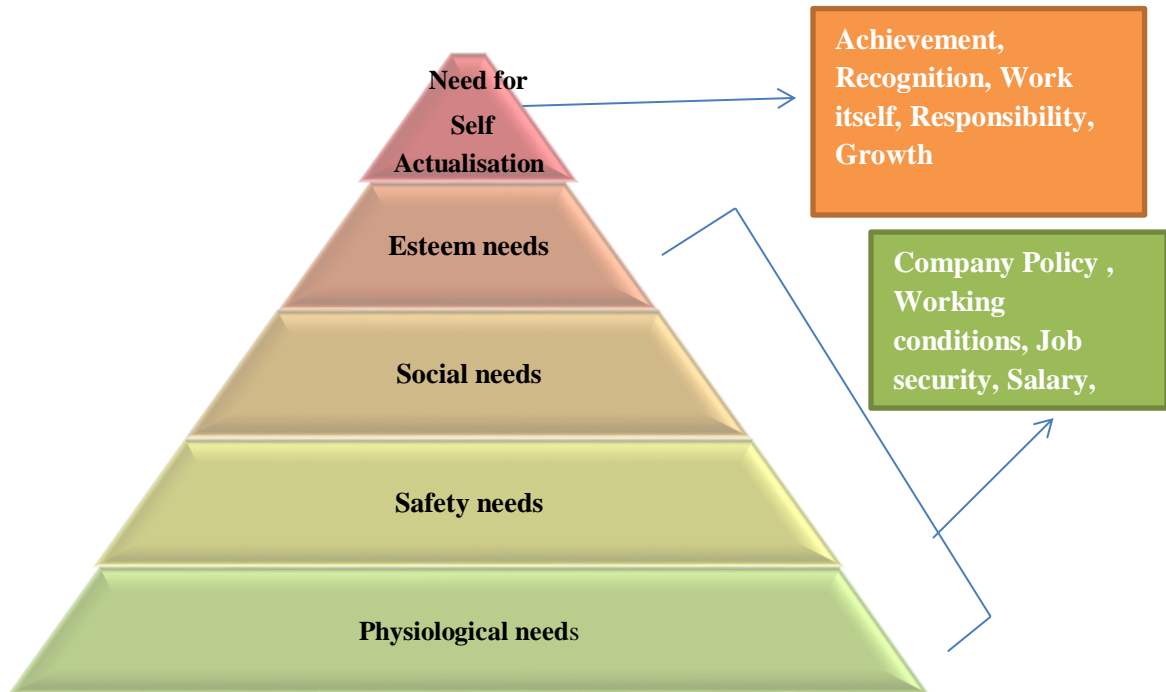 Need for
Self
Actualisation
Esteem needs
Social needs
Safety needs
Physiological needs
Achievement,
Recognition, Work
itself, Responsibility,
Growth
Company Policy ,
Working
conditions, Job
security, Salary,